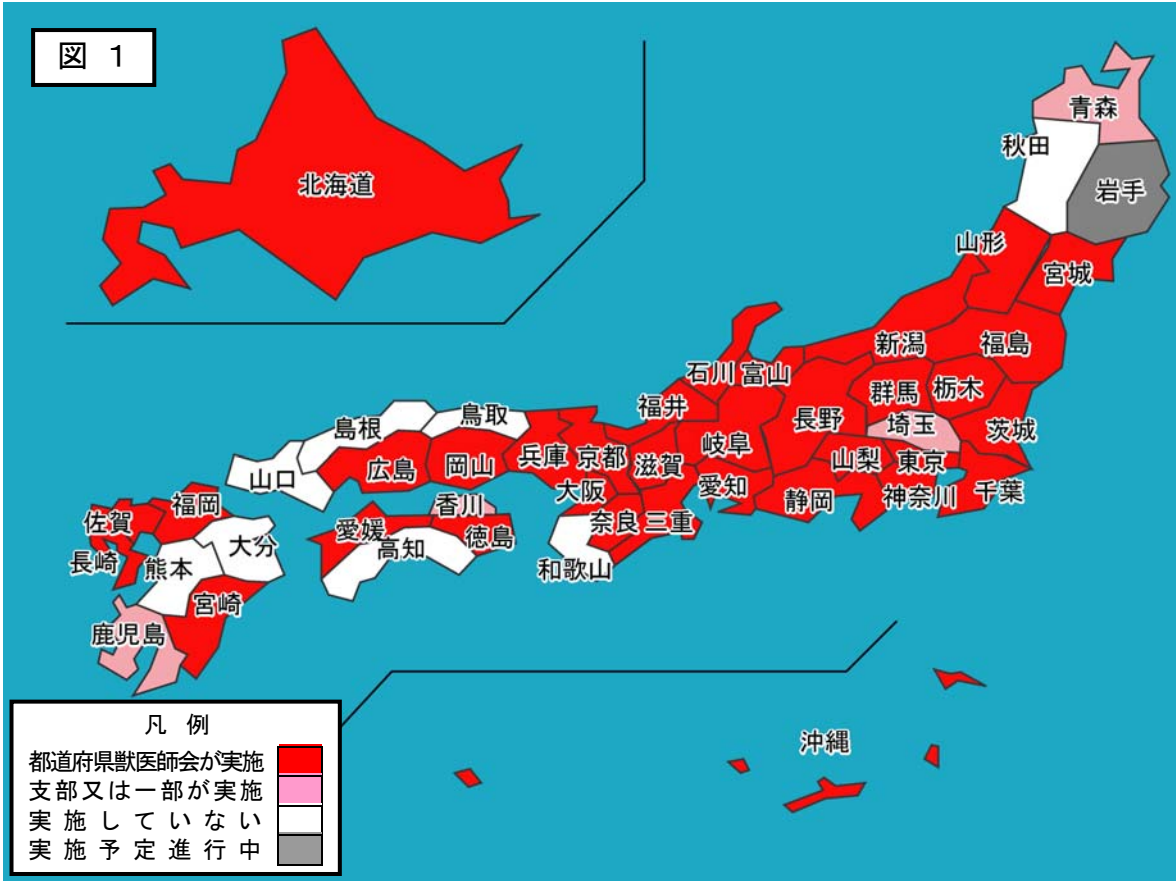 図 1
北海道
青森
秋田
岩手
山形
宮城
新潟
福島
石川
富山
群馬
栃木
福井
長野
埼玉
茨城
鳥取
島根
兵庫
京都
滋賀
岐阜
山梨
東京
広島
岡山
山口
大阪
愛知
静岡
神奈川
千葉
福岡
香川
佐賀
愛媛
徳島
奈良
三重
大分
高知
長崎
熊本
和歌山
宮崎
鹿児島
沖縄
凡 例
都道府県獣医師会が実施
支部又は一部が実施
実施していない
実施予定進行中